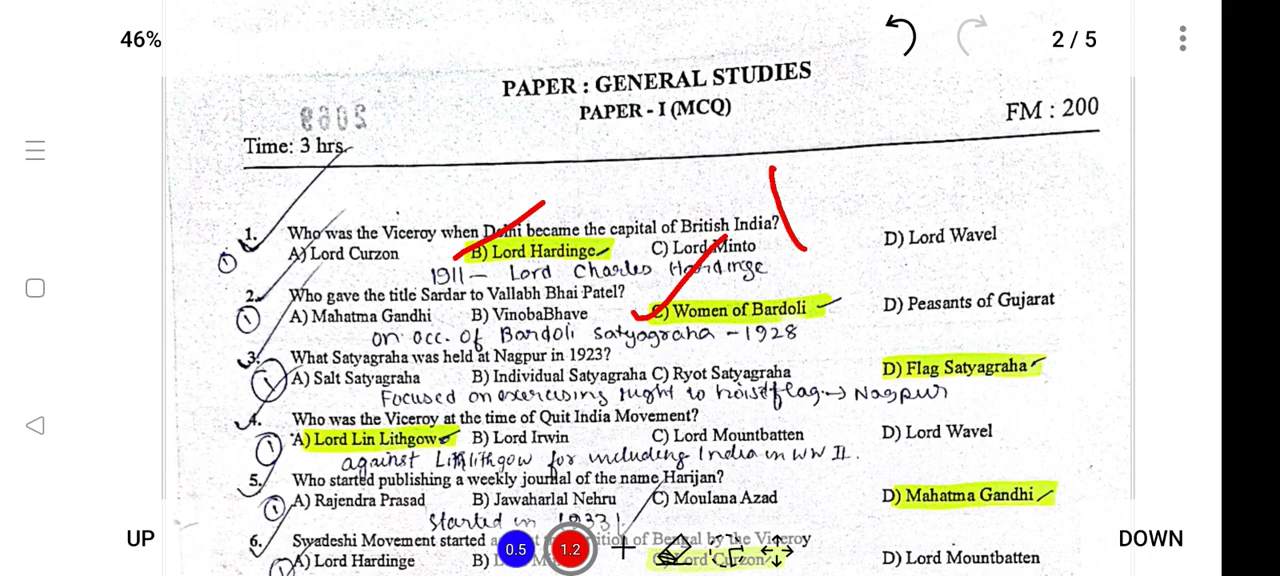 46%
2 / 5
PAPER : GENERAL STUDIES
PAPER - I (MCQ)
2069
FM : 200
Time: 3 hrs.
1. Who was the Viceroy when Delhi became the capital of British India?
A) Lord Curzon B) Lord Hardinge C) Lord Minto D) Lord Wavel
1911 - Lord Charles Hardinge
2. Who gave the title Sardar to Vallabh Bhai Patel?
A) Mahatma Gandhi B) VinobaBhave C) Women of Bardoli D) Peasants of Gujarat
on occ. of Bardoli Satyagraha - 1928
3. What Satyagraha was held at Nagpur in 1923?
A) Salt Satyagraha B) Individual Satyagraha C) Ryot Satyagraha D) Flag Satyagraha
Focused on exercising right to hoist flag → Nagpur
4. Who was the Viceroy at the time of Quit India Movement?
A) Lord Lin Lithgow B) Lord Irwin C) Lord Mountbatten D) Lord Wavel
against Linlithgow for including India in WW II.
5. Who started publishing a weekly journal of the name Harijan?
A) Rajendra Prasad B) Jawaharlal Nehru C) Moulana Azad D) Mahatma Gandhi
Started in 1933
UP 0.5 1.2 DOWN
6. Swadeshi Movement started of Bengal by the Viceroy
A) Lord Hardinge B) C) Lord Curzon D) Lord Mountbatten